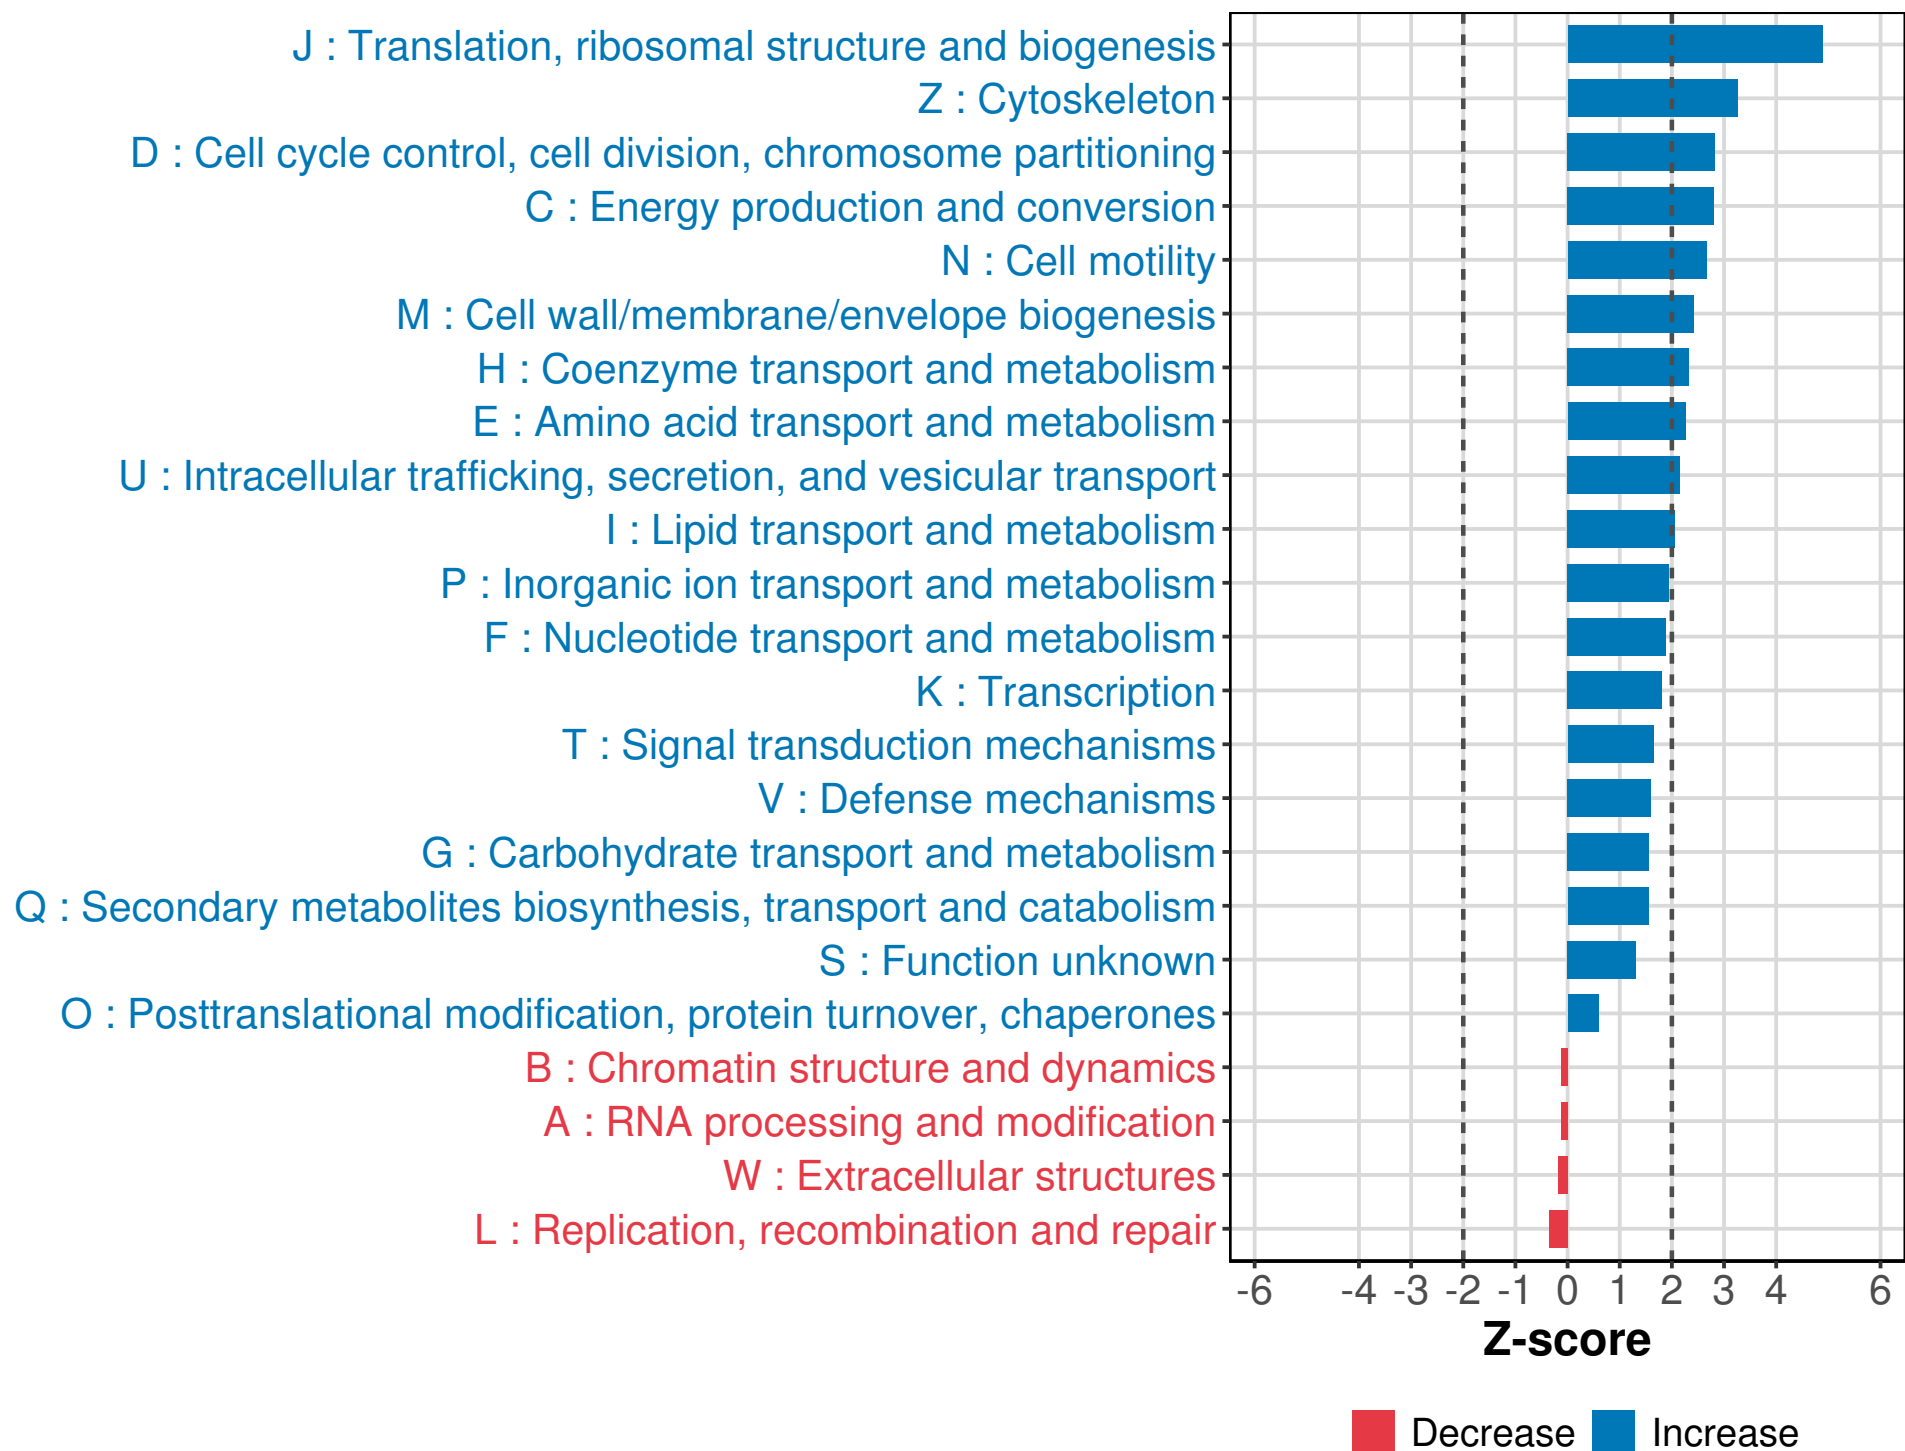 J : Translation, ribosomal structure and biogenesis
Z : Cytoskeleton
D : Cell cycle control, cell division, chromosome partitioning
C : Energy production and conversion
N : Cell motility
M : Cell wall/membrane/envelope biogenesis
H : Coenzyme transport and metabolism
E : Amino acid transport and metabolism
U : Intracellular trafficking, secretion, and vesicular transport
I : Lipid transport and metabolism
P : Inorganic ion transport and metabolism
F : Nucleotide transport and metabolism
K : Transcription
T : Signal transduction mechanisms
V : Defense mechanisms
G : Carbohydrate transport and metabolism
Q : Secondary metabolites biosynthesis, transport and catabolism
S : Function unknown
O : Posttranslational modification, protein turnover, chaperones
B : Chromatin structure and dynamics
A : RNA processing and modification
W : Extracellular structures
L : Replication, recombination and repair
-6 -4 -3 -2 -1 0 1 2 3 4 6
Z-score
Decrease Increase